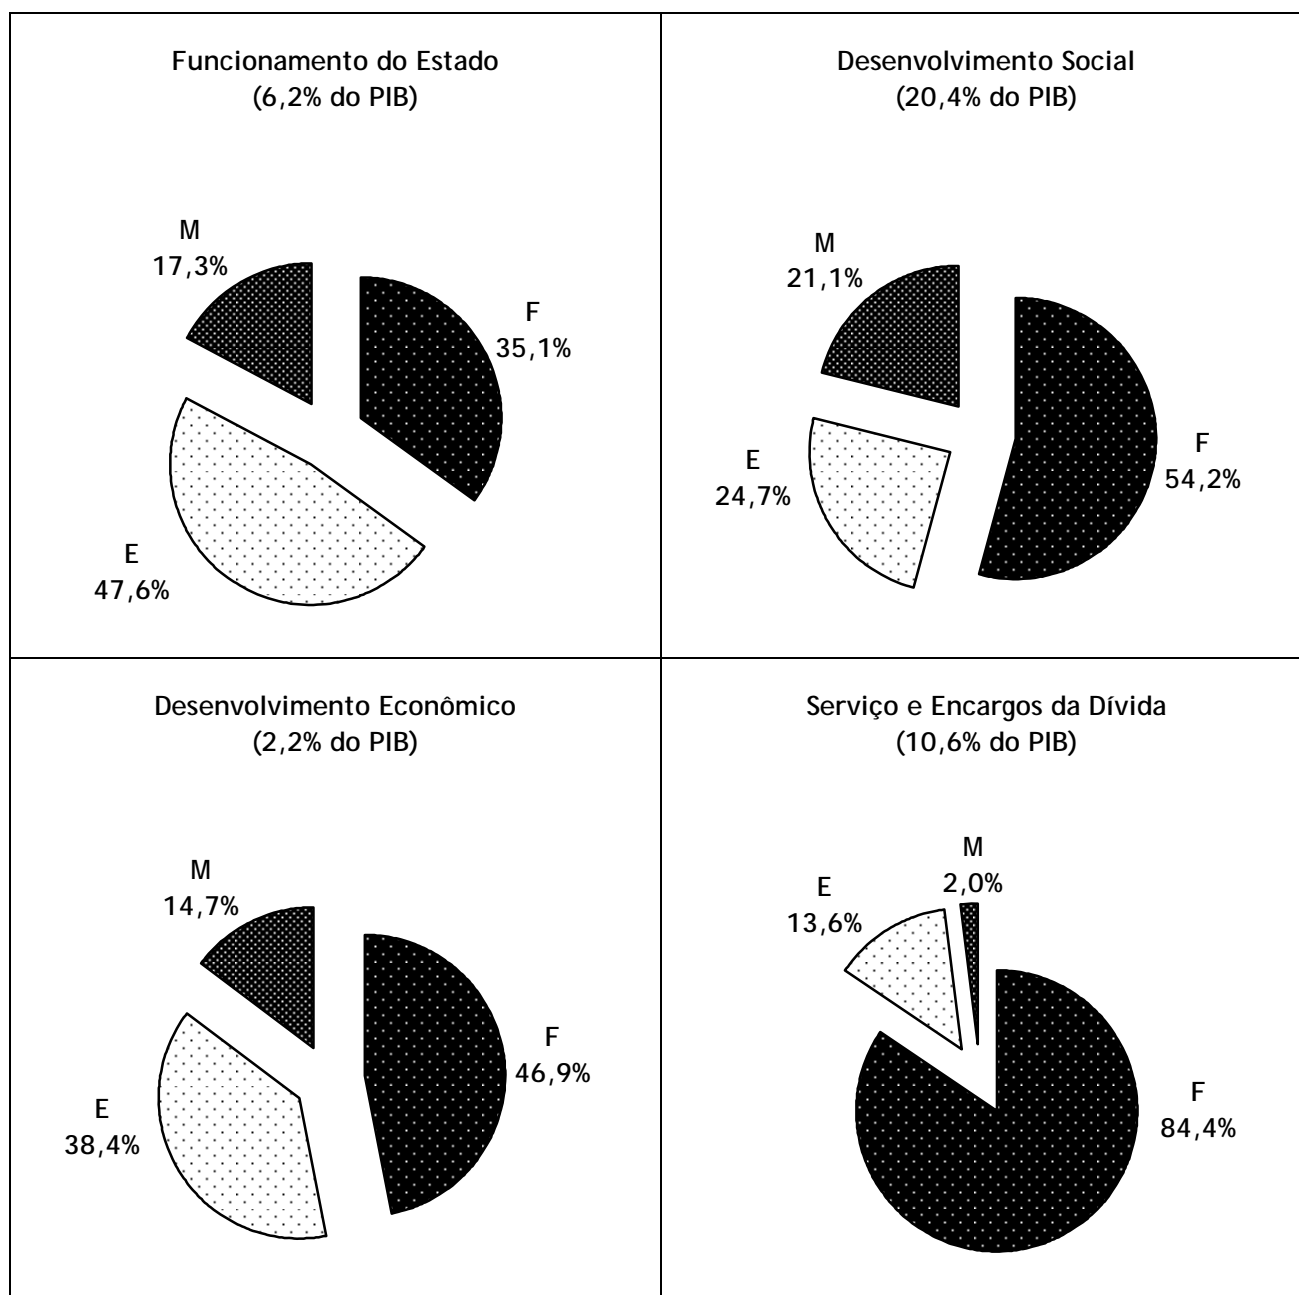 Funcionamento do Estado
(6,2% do PIB)
M
17,3%
F
35,1%
E
47,6%
Desenvolvimento Social
(20,4% do PIB)
M
21,1%
F
54,2%
E
24,7%
Desenvolvimento Econômico
(2,2% do PIB)
M
14,7%
F
46,9%
E
38,4%
Serviço e Encargos da Dívida
(10,6% do PIB)
M
2,0%
E
13,6%
F
84,4%